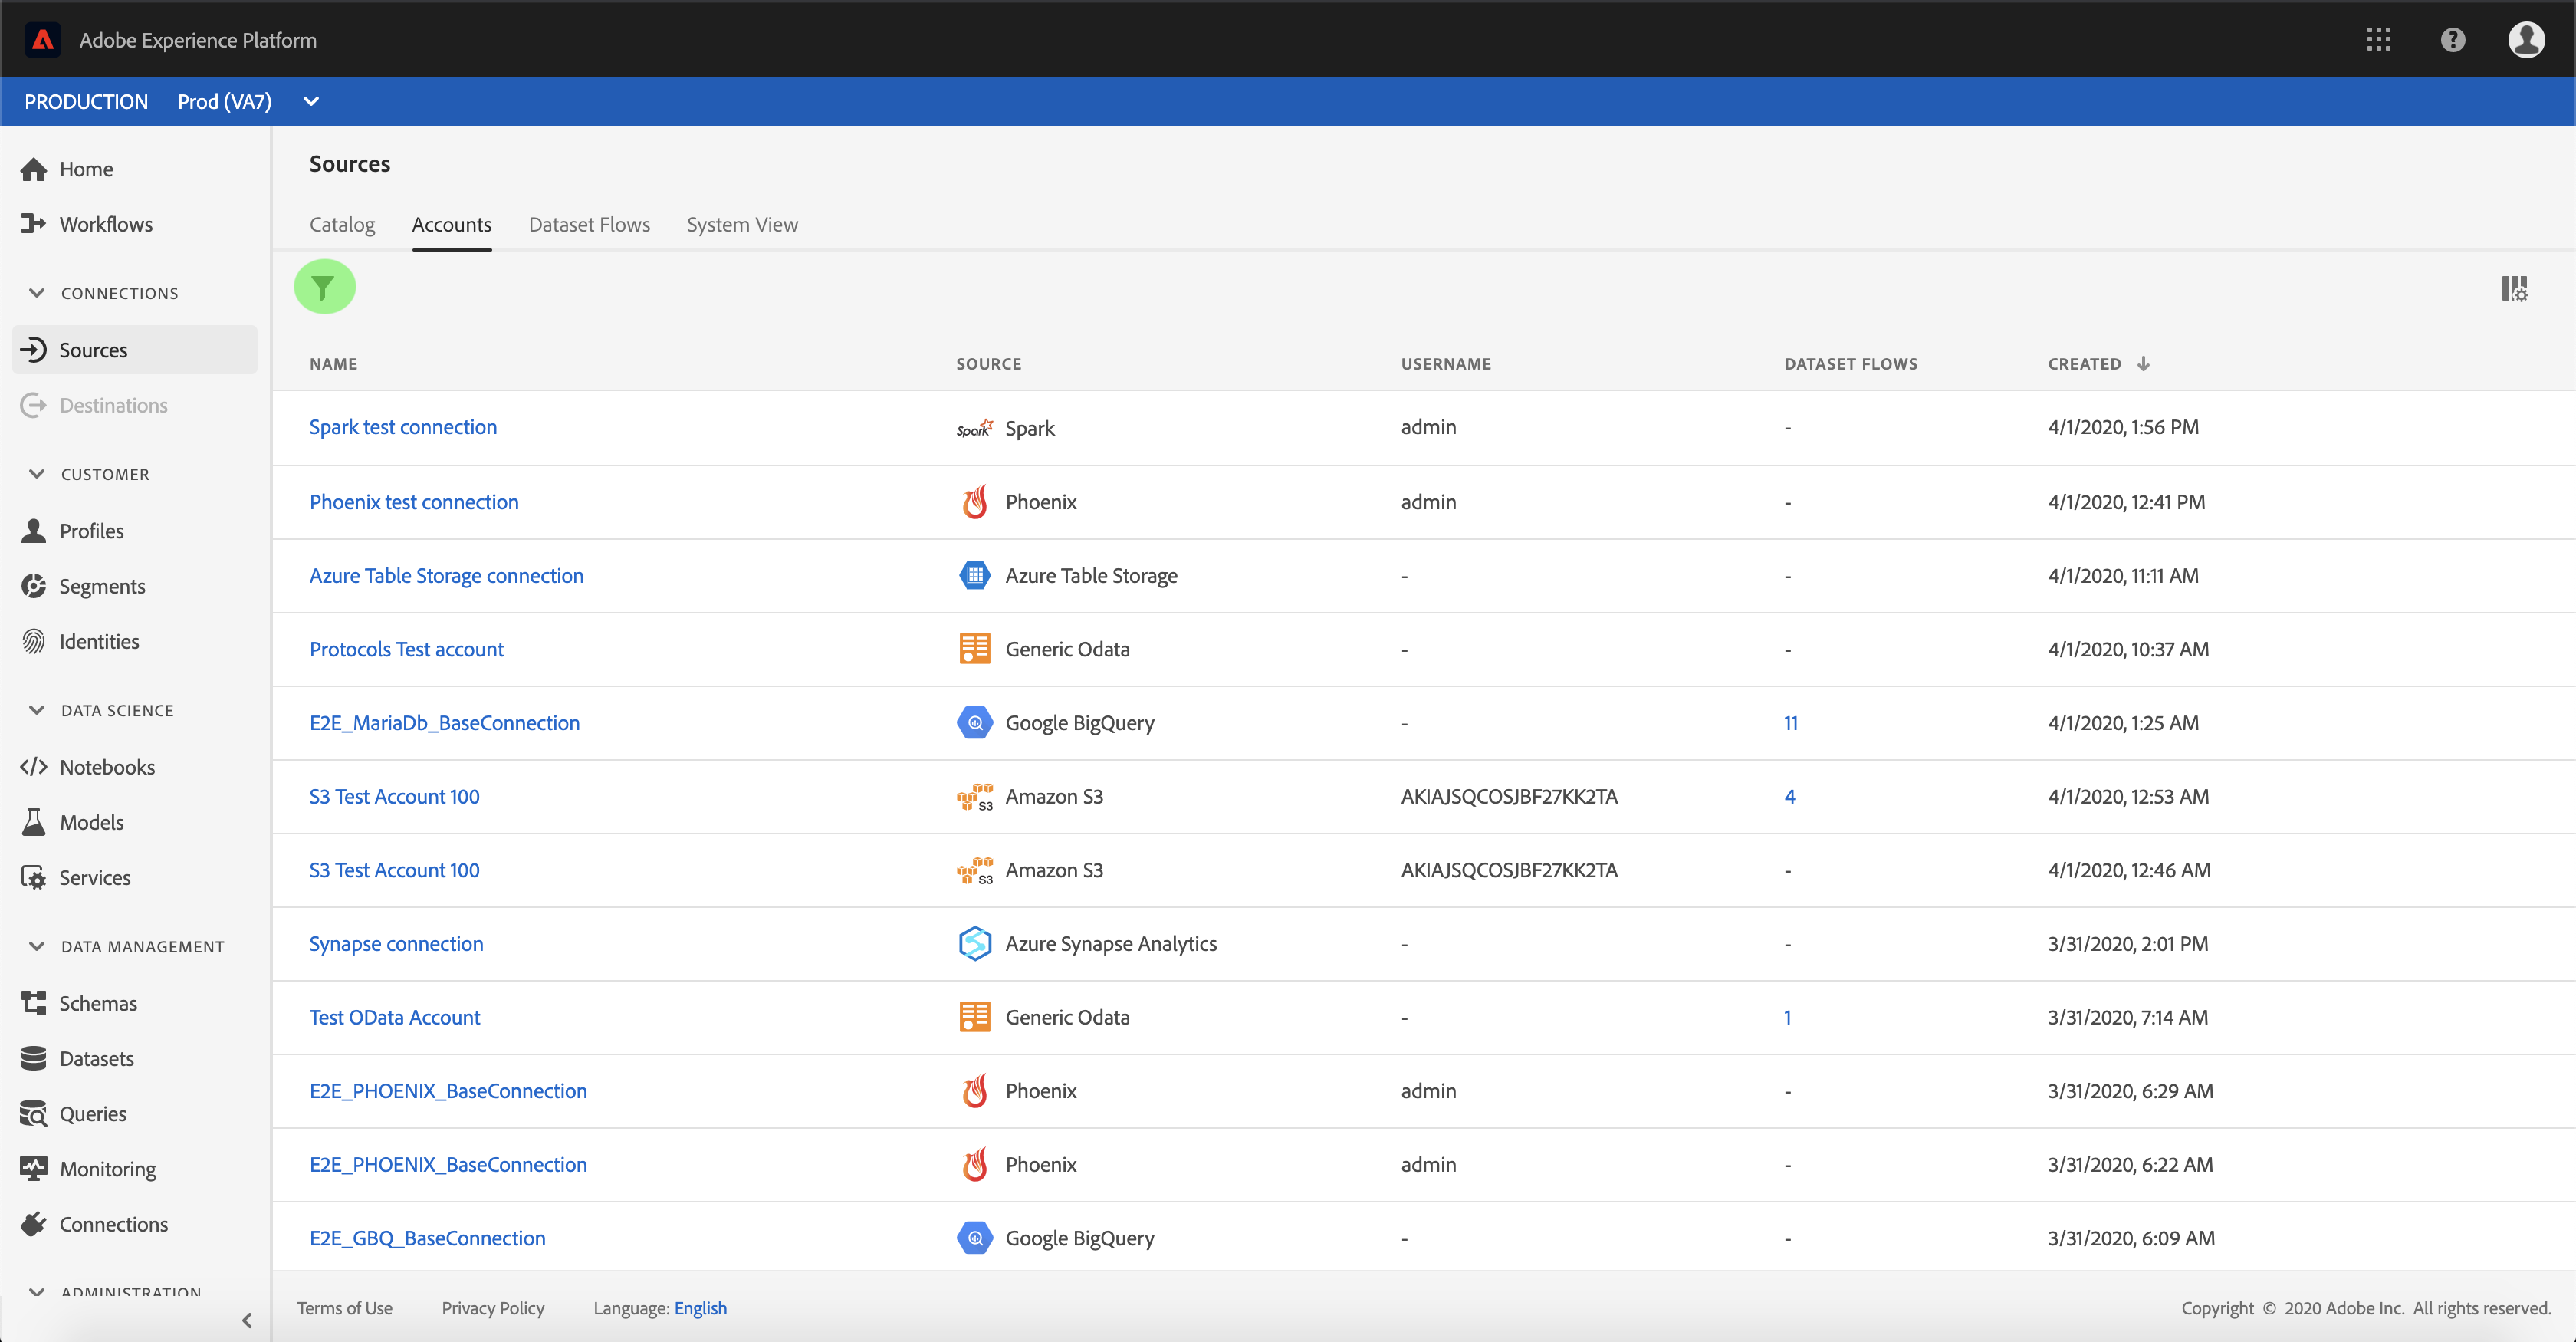 Adobe Experience Platform
PRODUCTION Prod (VA7)
Home
Workflows
CONNECTIONS
Sources
Destinations
CUSTOMER
Profiles
Segments
Identities
DATA SCIENCE
Notebooks
Models
Services
DATA MANAGEMENT
Schemas
Datasets
Queries
Monitoring
Connections
ADMINISTRATION
Sources
Catalog Accounts Dataset Flows System View
NAME SOURCE USERNAME DATASET FLOWS CREATED
Spark test connection Spark Spark admin - 4/1/2020, 1:56 PM
Phoenix test connection Phoenix admin - 4/1/2020, 12:41 PM
Azure Table Storage connection Azure Table Storage - - 4/1/2020, 11:11 AM
Protocols Test account Generic Odata - - 4/1/2020, 10:37 AM
E2E_MariaDb_BaseConnection Google BigQuery - 11 4/1/2020, 1:25 AM
S3 Test Account 100 S3 Amazon S3 AKIAJSQCOSJBF27KK2TA 4 4/1/2020, 12:53 AM
S3 Test Account 100 S3 Amazon S3 AKIAJSQCOSJBF27KK2TA - 4/1/2020, 12:46 AM
Synapse connection Azure Synapse Analytics - - 3/31/2020, 2:01 PM
Test OData Account Generic Odata - 1 3/31/2020, 7:14 AM
E2E_PHOENIX_BaseConnection Phoenix admin - 3/31/2020, 6:29 AM
E2E_PHOENIX_BaseConnection Phoenix admin - 3/31/2020, 6:22 AM
E2E_GBQ_BaseConnection Google BigQuery - - 3/31/2020, 6:09 AM
Terms of Use Privacy Policy Language: English Copyright © 2020 Adobe Inc. All rights reserved.